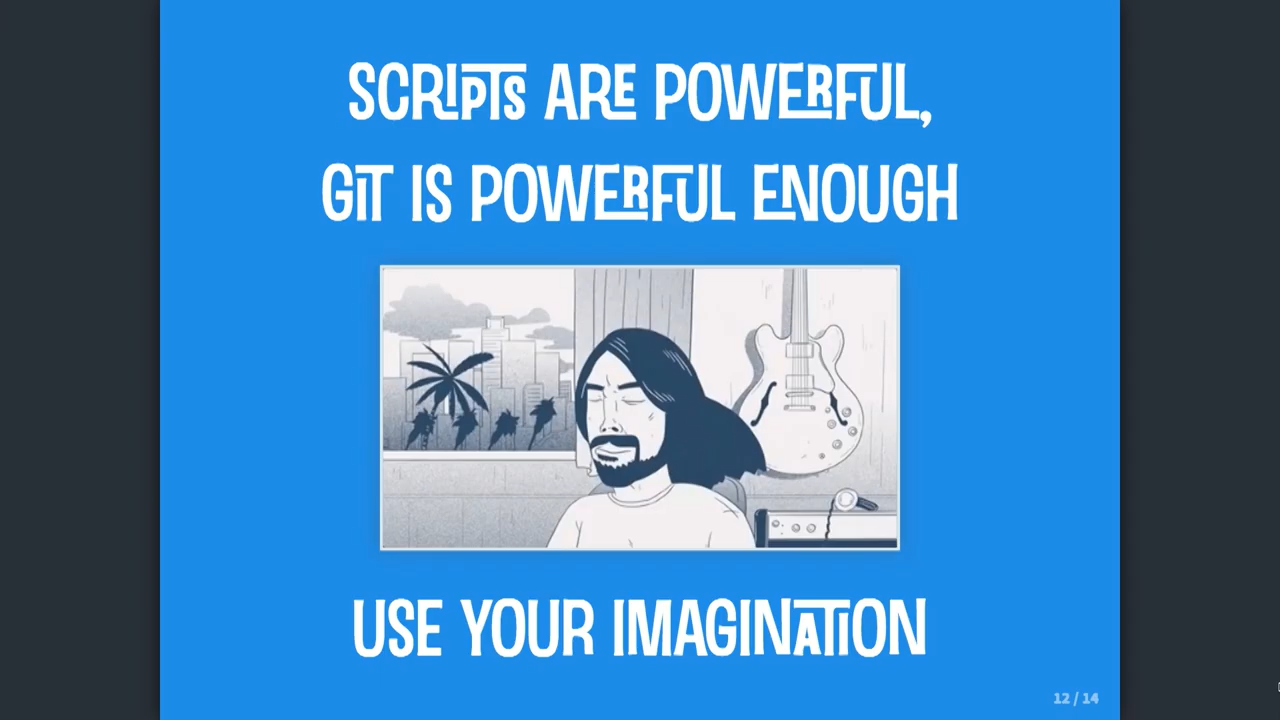 SCRIPTS ARE POWERFUL,
GIT IS POWERFUL ENOUGH
USE YOUR IMAGINATION
12 / 14